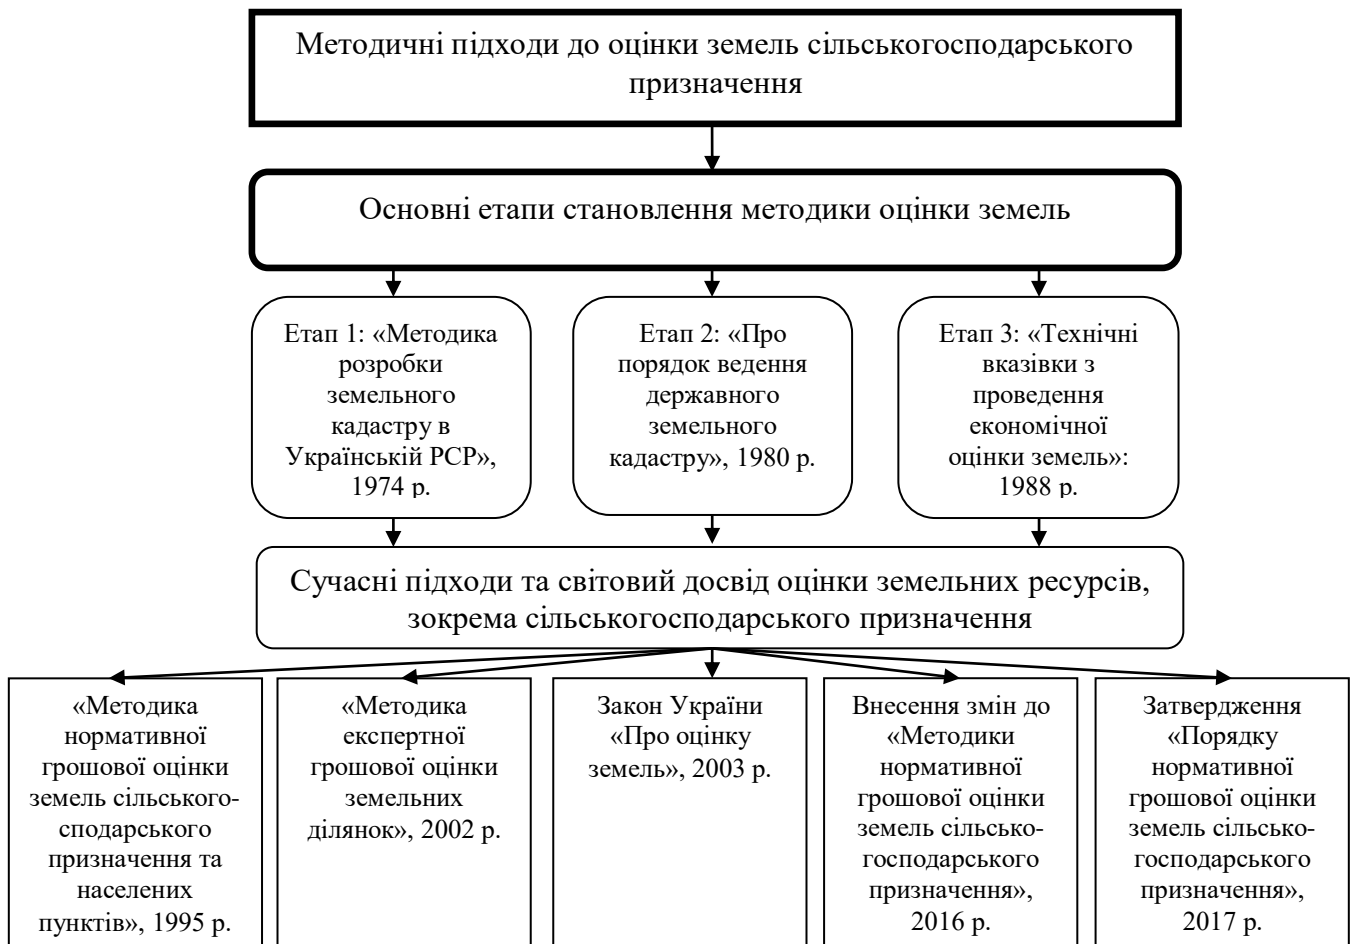 Методичні підходи до оцінки земель сільськогосподарського
призначення
Основні етапи становлення методики оцінки земель
Етап 1: «Методика
розробки
земельного
кадастру в
Українській РСР»,
1974 р.
Етап 2: «Про
порядок ведення
державного
земельного
кадастру», 1980 р.
Етап 3: «Технічні
вказівки з
проведення
економічної
оцінки земель»:
1988 р.
Сучасні підходи та світовий досвід оцінки земельних ресурсів,
зокрема сільськогосподарського призначення
«Методика
нормативної
грошової оцінки
земель сільського-
сподарського
призначення та
населених
пунктів», 1995 р.
«Методика
експертної
грошової оцінки
земельних
ділянок», 2002 р.
Закон України
«Про оцінку
земель», 2003 р.
Внесення змін до
«Методики
нормативної
грошової оцінки
земель сільсько-
господарського
призначення»,
2016 р.
Затвердження
«Порядку
нормативної
грошової оцінки
земель сільсько-
господарського
призначення»,
2017 р.